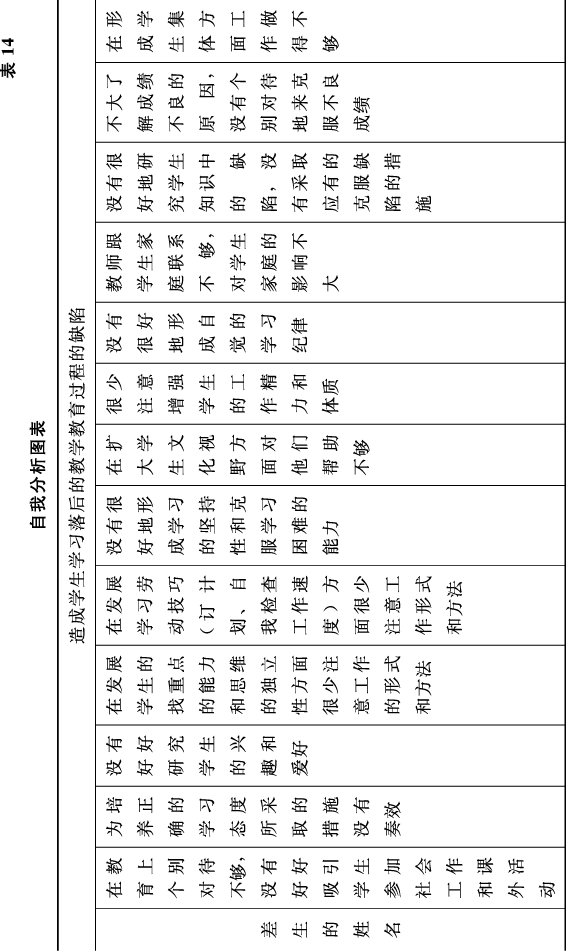 表 14
自我分析图表
造成学生学习落后的教学教育过程的缺陷
差
生
的
姓
名
在教
育上
个别
对待
不够，
没有
好好
吸引
学生
参加
社会
工作
和课
外活
动
为培
养正
确的
学习
态度
所采
取的
措施
没有
奏效
没有
好好
研究
学生
的兴
趣和
爱好
在发展
学生的
找重点
的能力
和思维
的独立
性方面
很少注
意工作
的形式
和方法
在发展
学习劳
动技巧
（订计
划、自
我检查
工作速
度）方
面很少
注意工
作形式
和方法
没有很
好地形
成学习
的坚持
性和克
服学习
困难的
能力
在扩
大学
生文
化视
野方
面对
他们
帮助
不够
很少
注意
增强
学生
的工
作精
力和
体质
没有
很好
地形
成自
觉的
学习
纪律
教师跟
学生家
庭联系
不够，
对学生
家庭的
影响不
大
没有很
好地研
究学生
知识中
的缺
陷，没
有采取
应有的
克服缺
陷的措
施
不大了
解成绩
不良的
原因，
没有个
别对待
地来克
服不良
成绩
在形
成学
生集
体方
面工
作做
得不
够